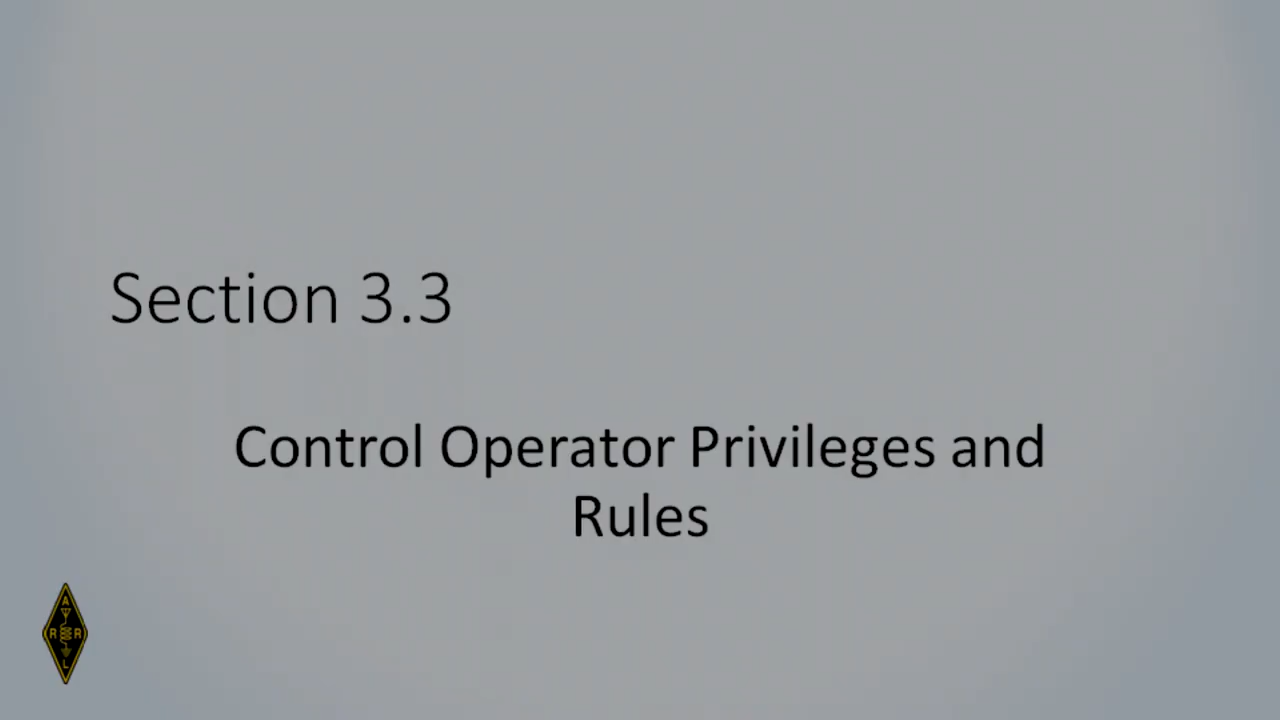 Section 3.3
Control Operator Privileges and
Rules
A
R R
L